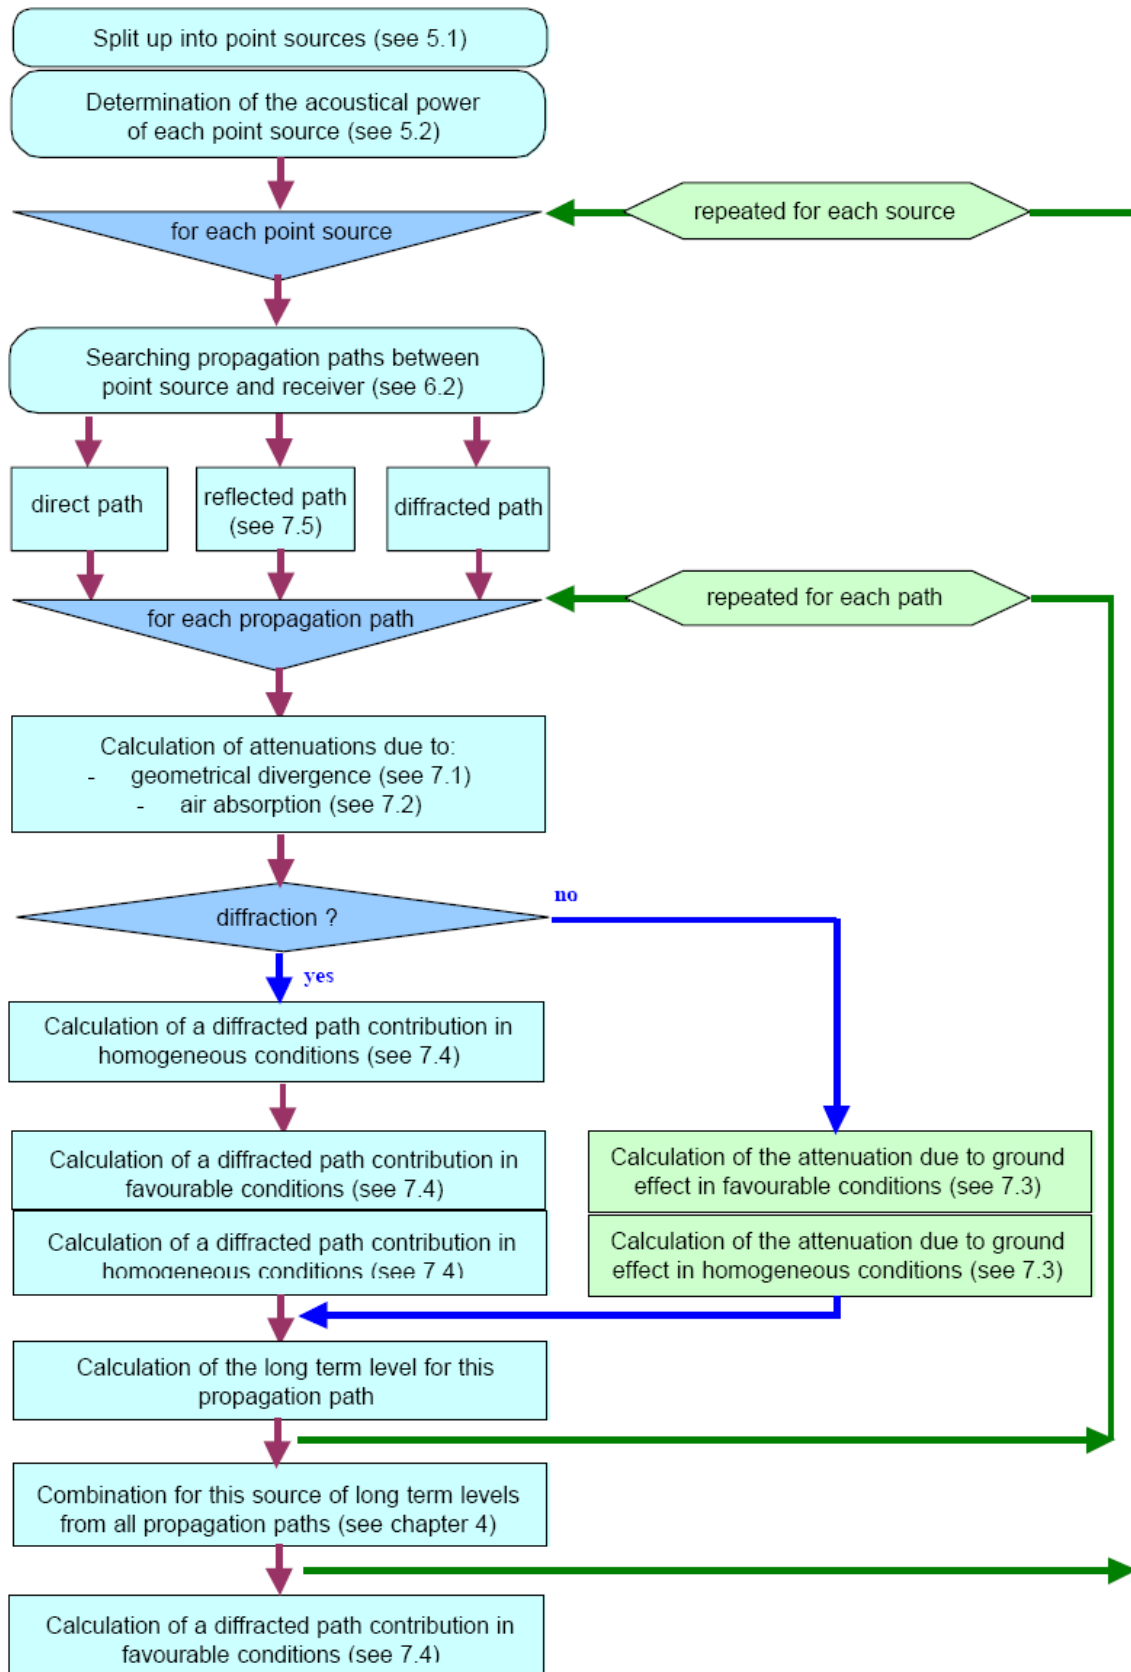 Split up into point sources (see 5.1)
Determination of the acoustical power
of each point source (see 5.2)
for each point source
repeated for each source
Searching propagation paths between
point source and receiver (see 6.2)
direct path
reflected path
(see 7.5)
diffracted path
for each propagation path
repeated for each path
Calculation of attenuations due to:
- geometrical divergence (see 7.1)
- air absorption (see 7.2)
diffraction ?
no
yes
Calculation of a diffracted path contribution in
homogeneous conditions (see 7.4)
Calculation of a diffracted path contribution in
favourable conditions (see 7.4)
Calculation of the attenuation due to ground
effect in favourable conditions (see 7.3)
Calculation of a diffracted path contribution in
homogeneous conditions (see 7.4)
Calculation of the attenuation due to ground
effect in homogeneous conditions (see 7.3)
Calculation of the long term level for this
propagation path
Combination for this source of long term levels
from all propagation paths (see chapter 4)
Calculation of a diffracted path contribution in
favourable conditions (see 7.4)